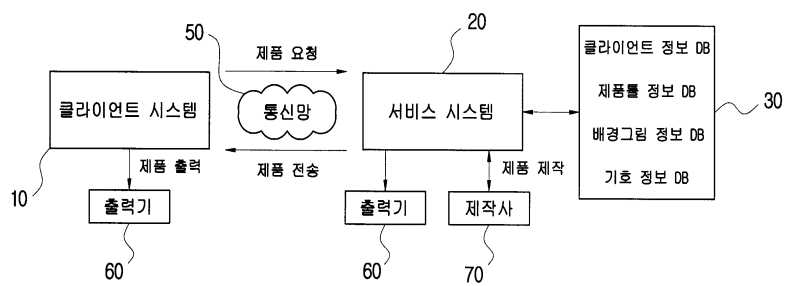 50
제품 요청
20
클라이언트 시스템
통신망
서비스 시스템
클라이언트 정보 DB
제품툴 정보 DB
배경그림 정보 DB
기호 정보 DB
30
10
제품 출력
제품 전송
제품 제작
출력기
출력기
제작사
60
60
70